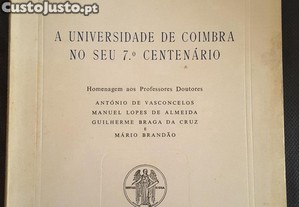 CustoJusto.pt
A UNIVERSIDADE DE COIMBRA
NO SEU 7.º CENTENÁRIO
Homenagem aos Professores Doutores
ANTÓNIO DE VASCONCELOS
MANUEL LOPES DE ALMEIDA
GUILHERME BRAGA DA CRUZ
E
MÁRIO BRANDÃO